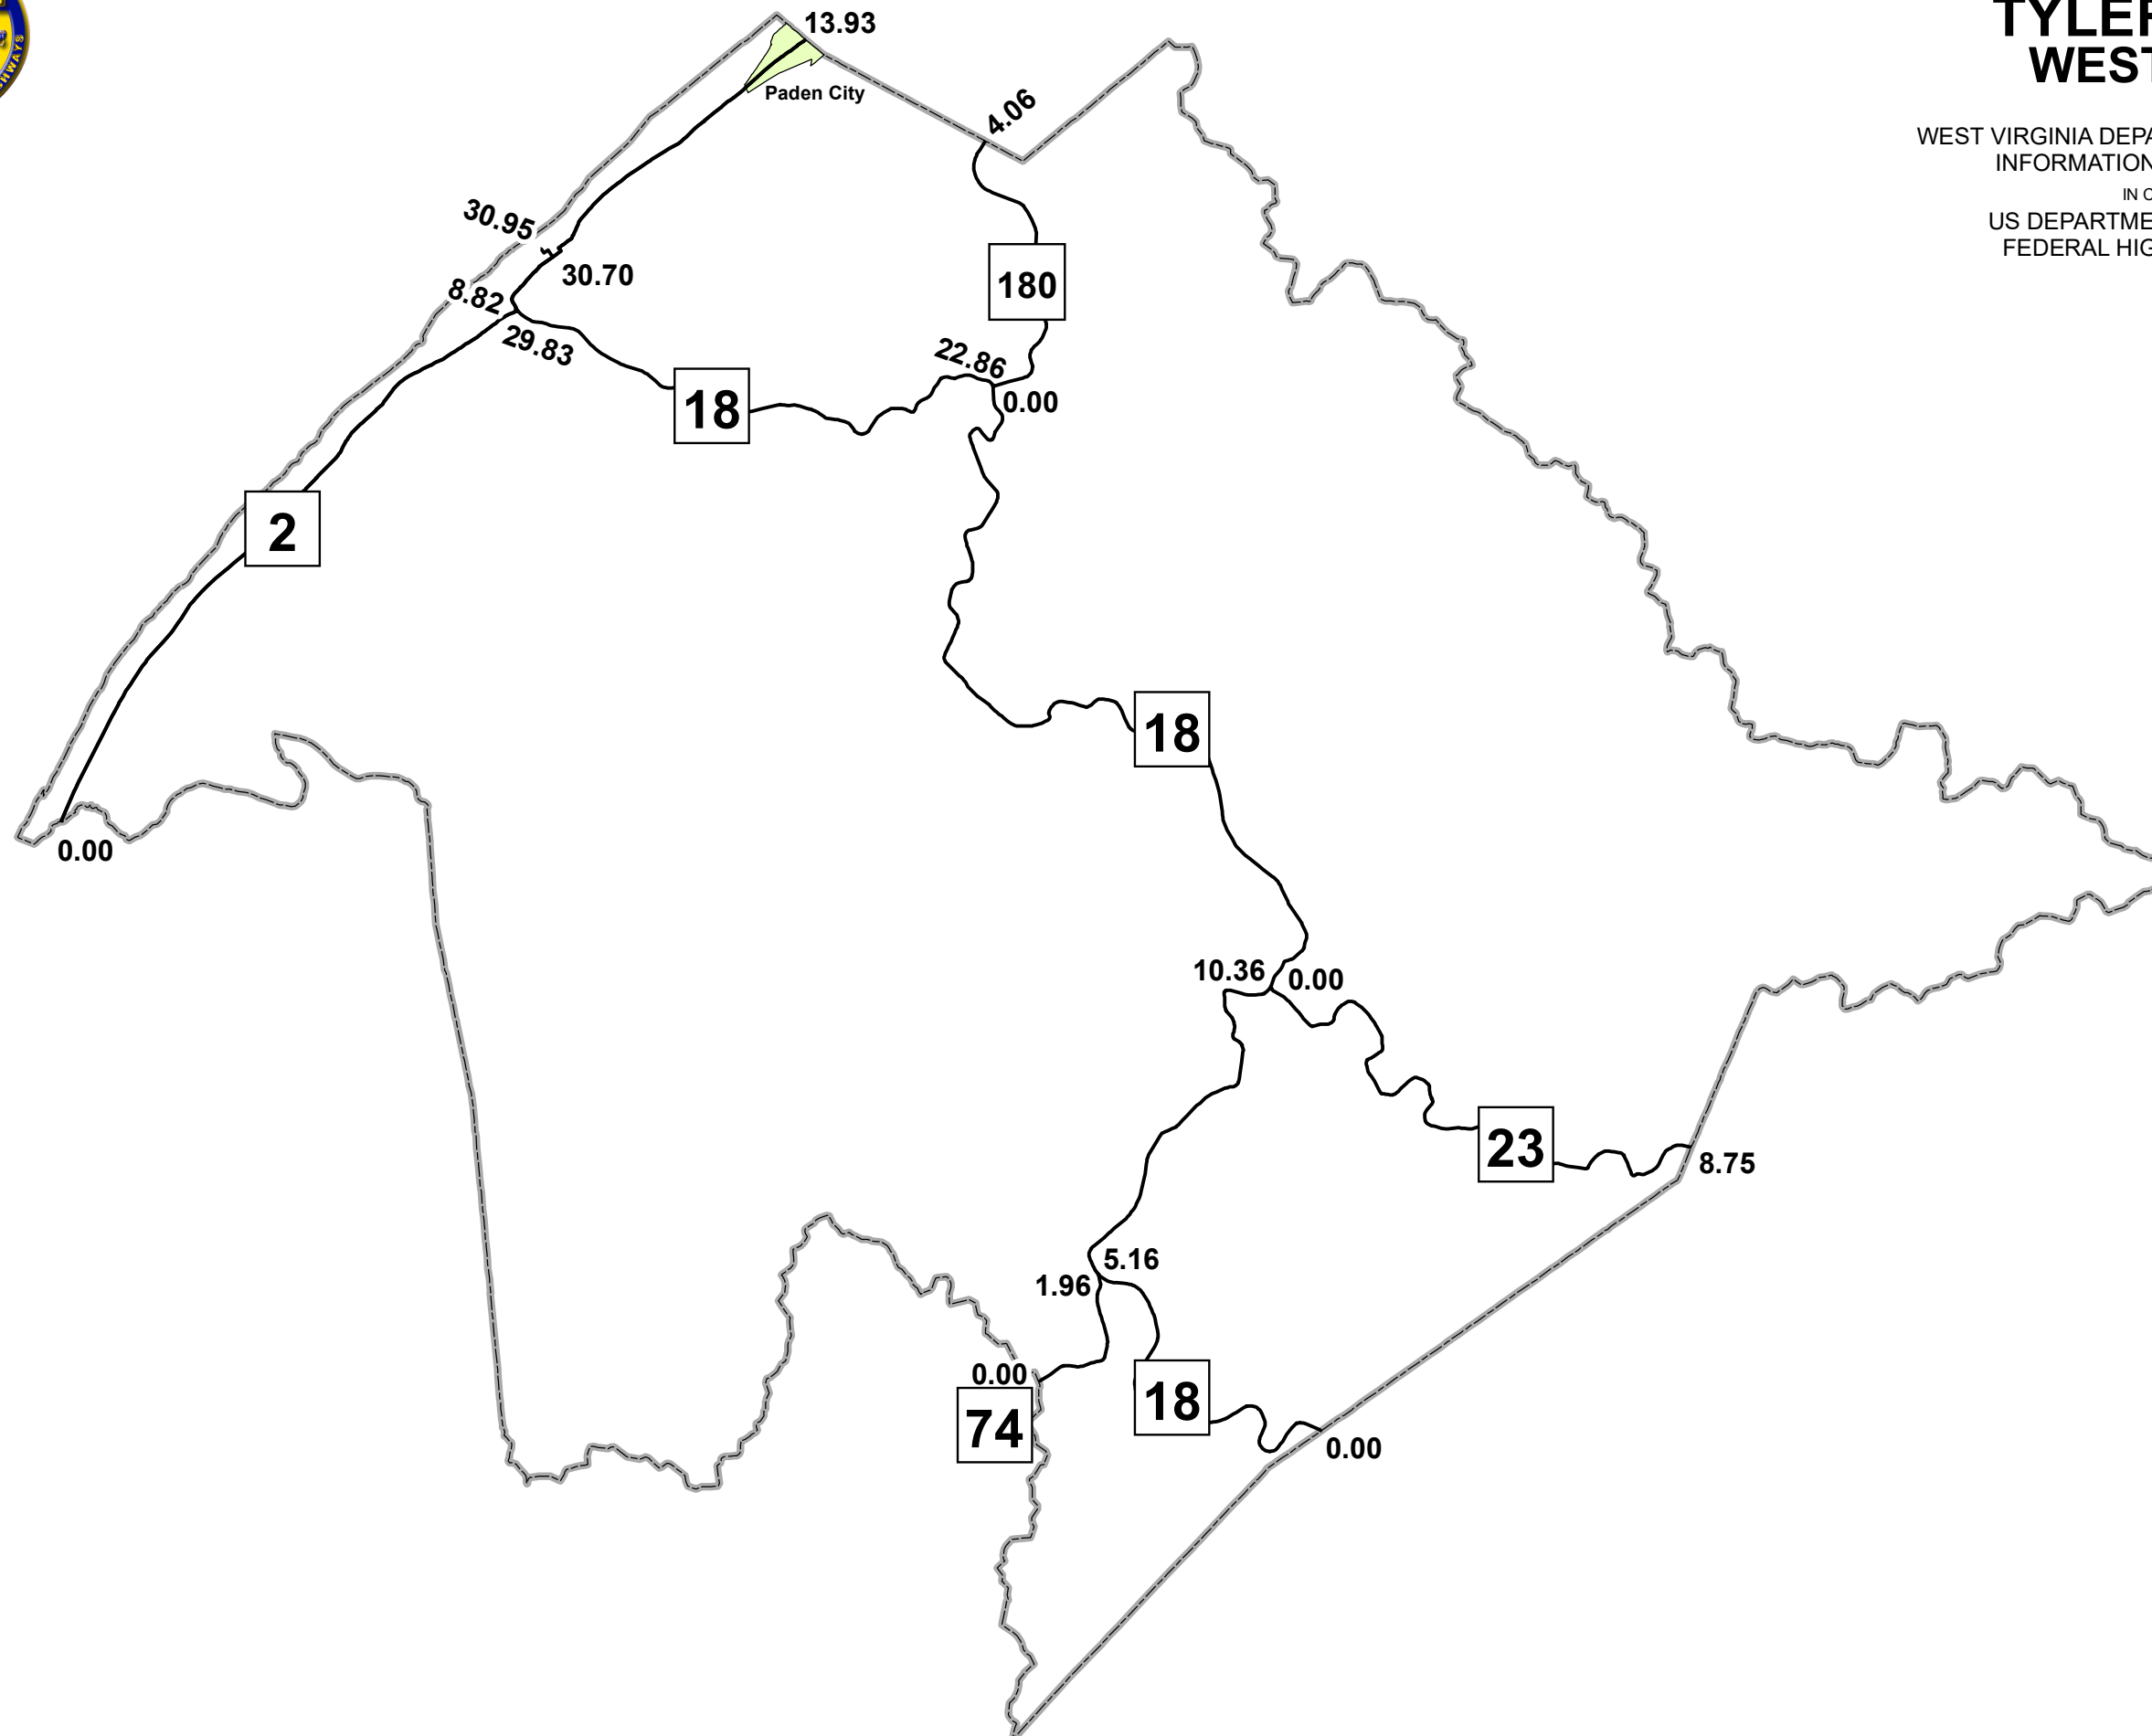 HWAYS
TYLER
WEST
WEST VIRGINIA DEPA
INFORMATION
IN C
US DEPARTME
FEDERAL HIG
13.93
Paden City
4.06
30.95
30.70
8.82
29.83
180
22.86
0.00
18
2
18
0.00
10.36
0.00
23
8.75
5.16
1.96
0.00
74
18
0.00